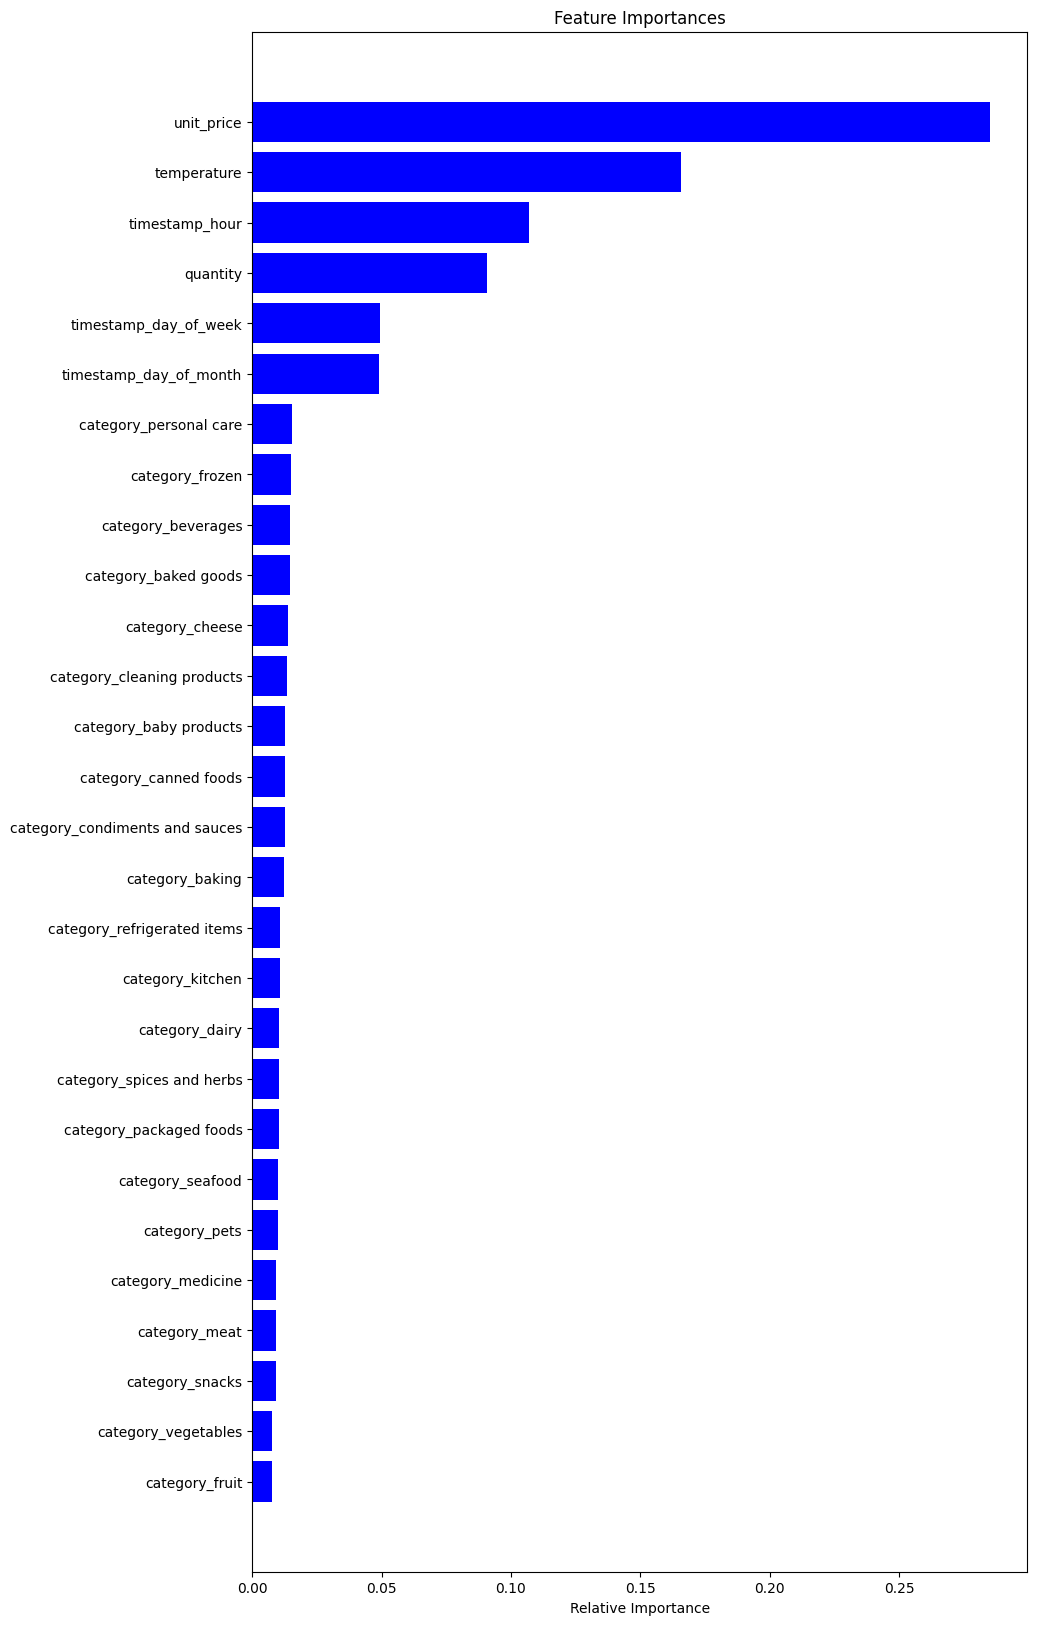 Feature Importances
unit_price
temperature
timestamp_hour
quantity
timestamp_day_of_week
timestamp_day_of_month
category_personal care
category_frozen
category_beverages
category_baked goods
category_cheese
category_cleaning products
category_baby products
category_canned foods
category_condiments and sauces
category_baking
category_refrigerated items
category_kitchen
category_dairy
category_spices and herbs
category_packaged foods
category_seafood
category_pets
category_medicine
category_meat
category_snacks
category_vegetables
category_fruit
0.00 0.05 0.10 0.15 0.20 0.25
Relative Importance